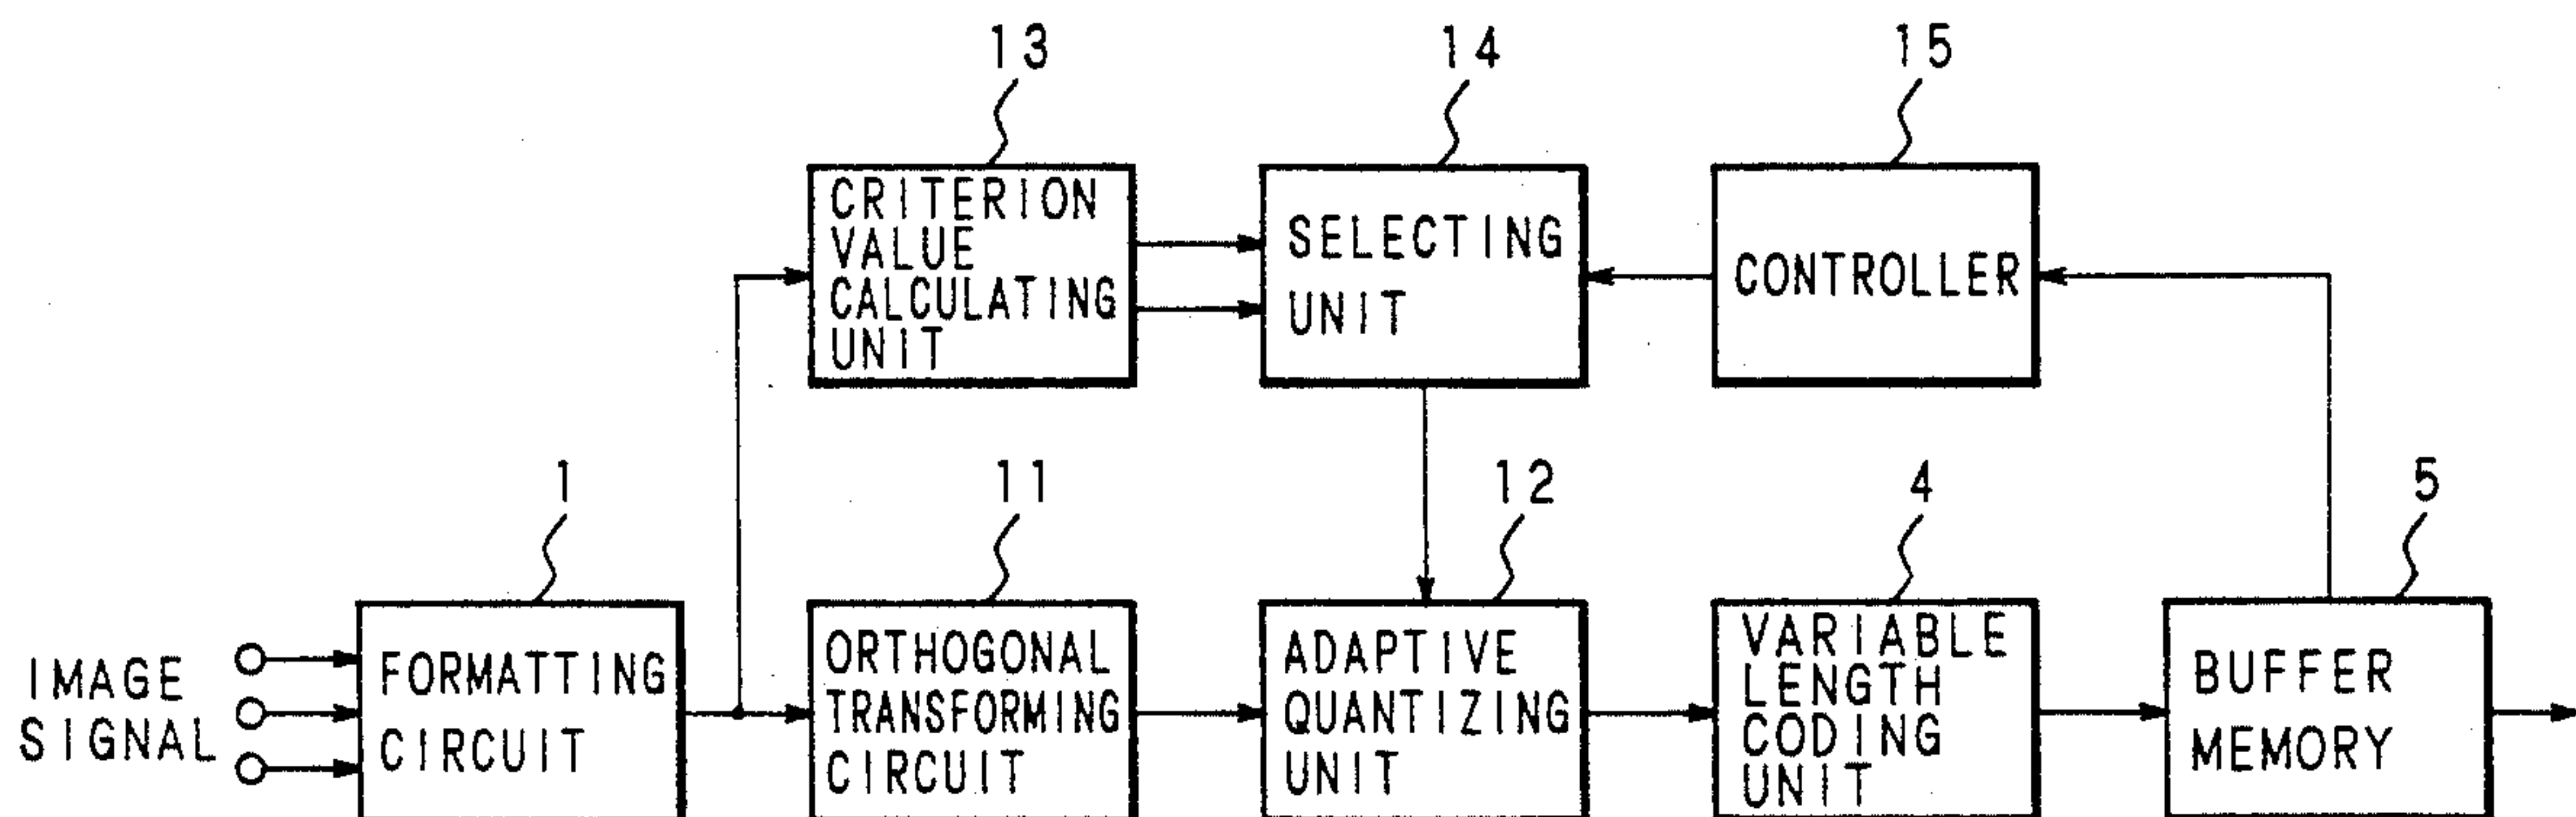 13
14
15
CRITERION
VALUE
CALCULATING
UNIT
SELECTING
UNIT
CONTROLLER
1
11
12
4
5
IMAGE
SIGNAL
FORMATTING
CIRCUIT
ORTHOGONAL
TRANSFORMING
CIRCUIT
ADAPTIVE
QUANTIZING
UNIT
VARIABLE
LENGTH
CODING
UNIT
BUFFER
MEMORY